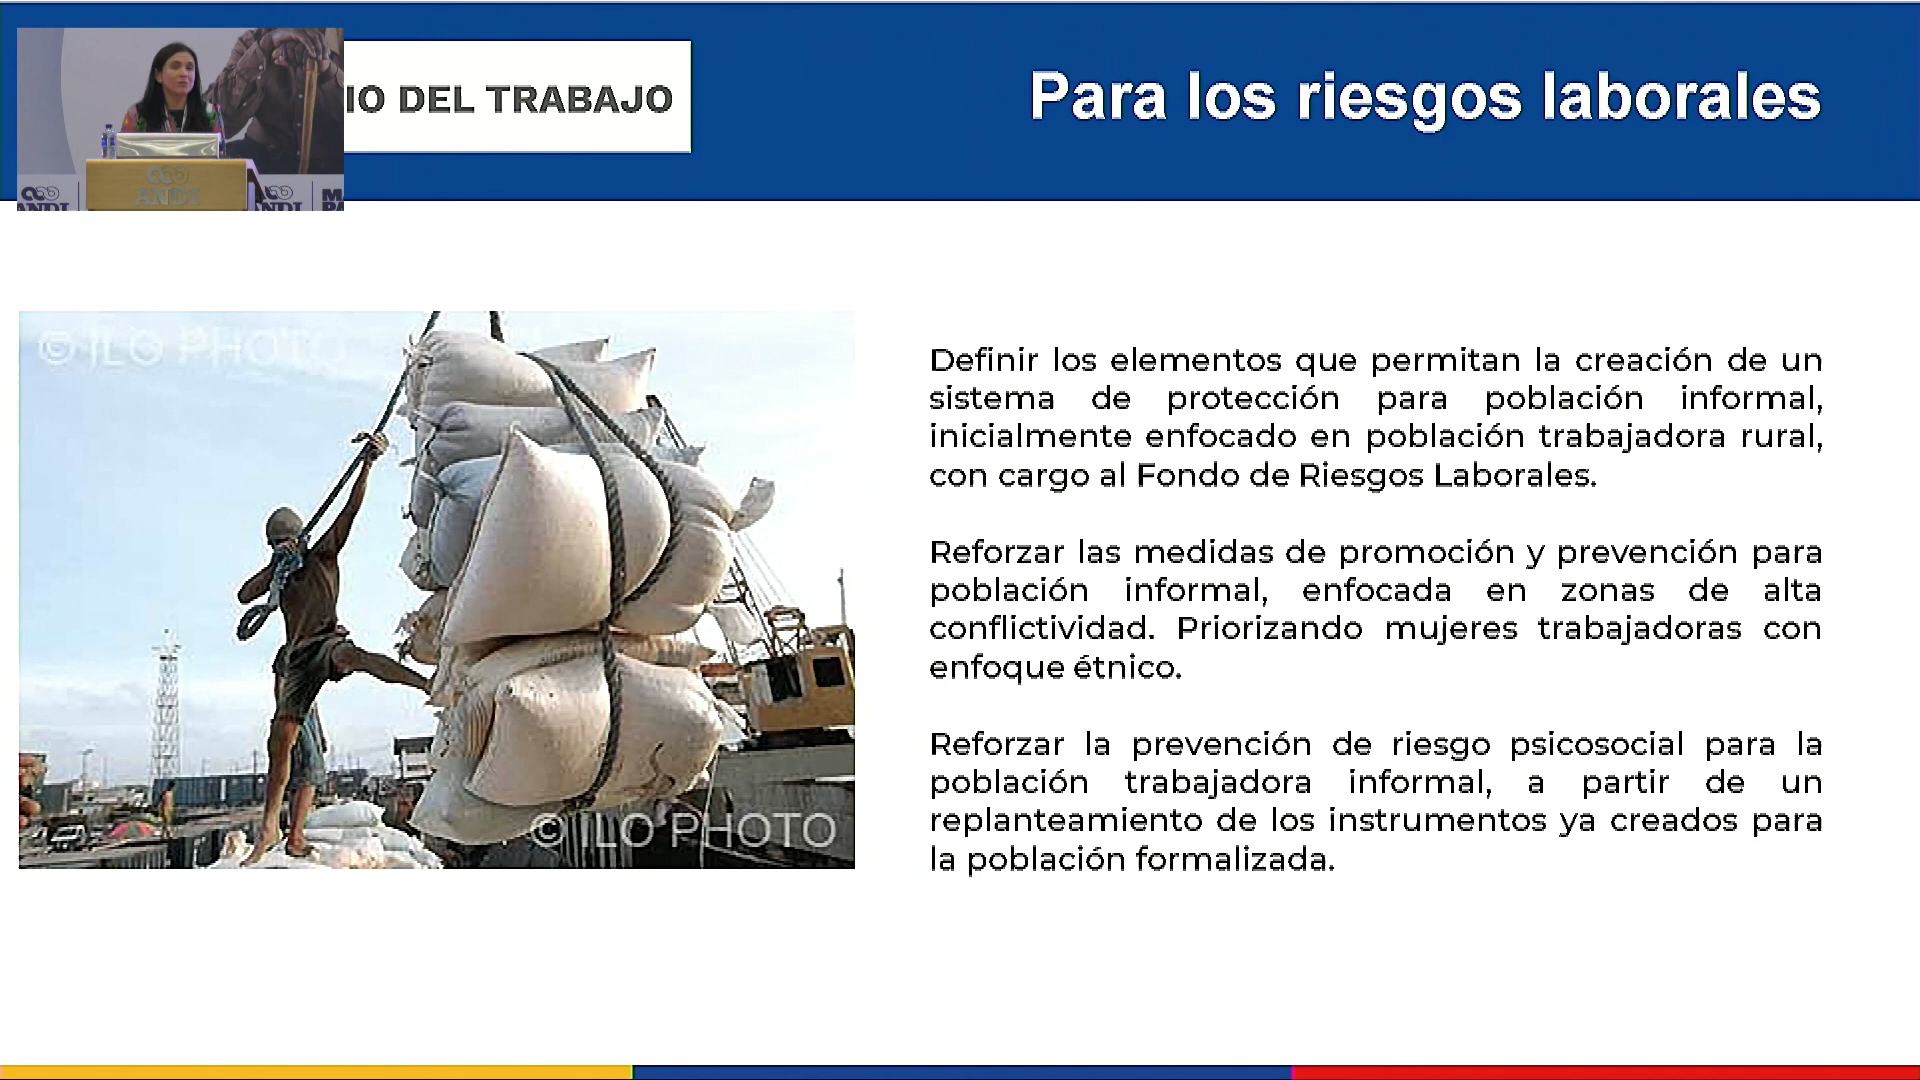 IO DEL TRABAJO
Para los riesgos laborales
ANDI
ANDI
ANDI
© ILO PHOTO
Definir los elementos que permitan la creación de un
sistema de protección para población informal,
inicialmente enfocado en población trabajadora rural,
con cargo al Fondo de Riesgos Laborales.
Reforzar las medidas de promoción y prevención para
población informal, enfocada en zonas de alta
conflictividad. Priorizando mujeres trabajadoras con
enfoque étnico.
Reforzar la prevención de riesgo psicosocial para la
población trabajadora informal, a partir de un
replanteamiento de los instrumentos ya creados para
la población formalizada.
© ILO PHOTO